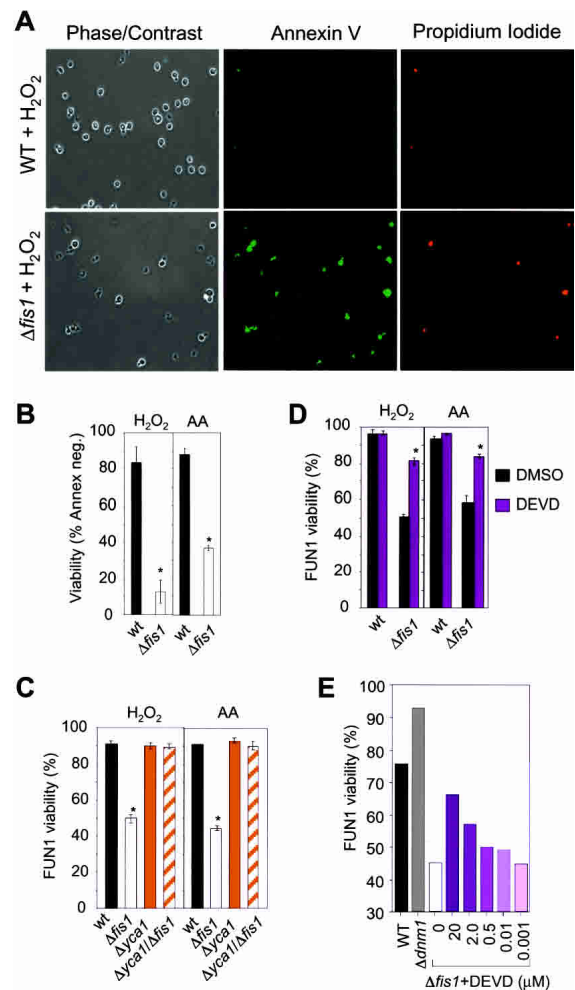 A
Phase/Contrast Annexin V Propidium Iodide
WT + H2O2
Δfis1 + H2O2
B
H2O2 AA
Viability (% Annex neg.)
100
80
60
40
20
0
* *
wt Δfis1 wt Δfis1
D
H2O2 AA
FUN1 viability (%)
100
80
60
40
20
0
* *
wt Δfis1 wt Δfis1
DMSO
DEVD
C
H2O2 AA
FUN1 viability (%)
100
80
60
40
20
0
* *
wt Δfis1 Δyca1 Δyca1/Δfis1 wt Δfis1 Δyca1 Δyca1/Δfis1
E
FUN1 viability (%)
100
90
80
70
60
50
40
30
WT Δdnm1 0 20 2.0 0.5 0.01 0.001
Δfis1+DEVD (μM)